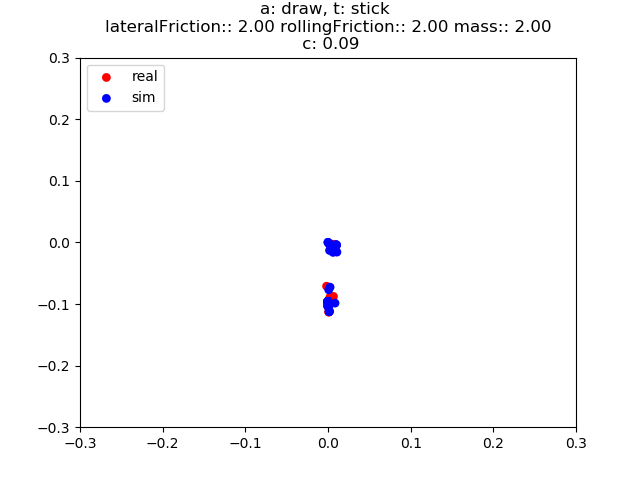 a: draw, t: stick
lateralFriction:: 2.00 rollingFriction:: 2.00 mass:: 2.00
c: 0.09
real
sim
0.3
0.2
0.1
0.0
−0.1
−0.2
−0.3
−0.3
−0.2
−0.1
0.0
0.1
0.2
0.3